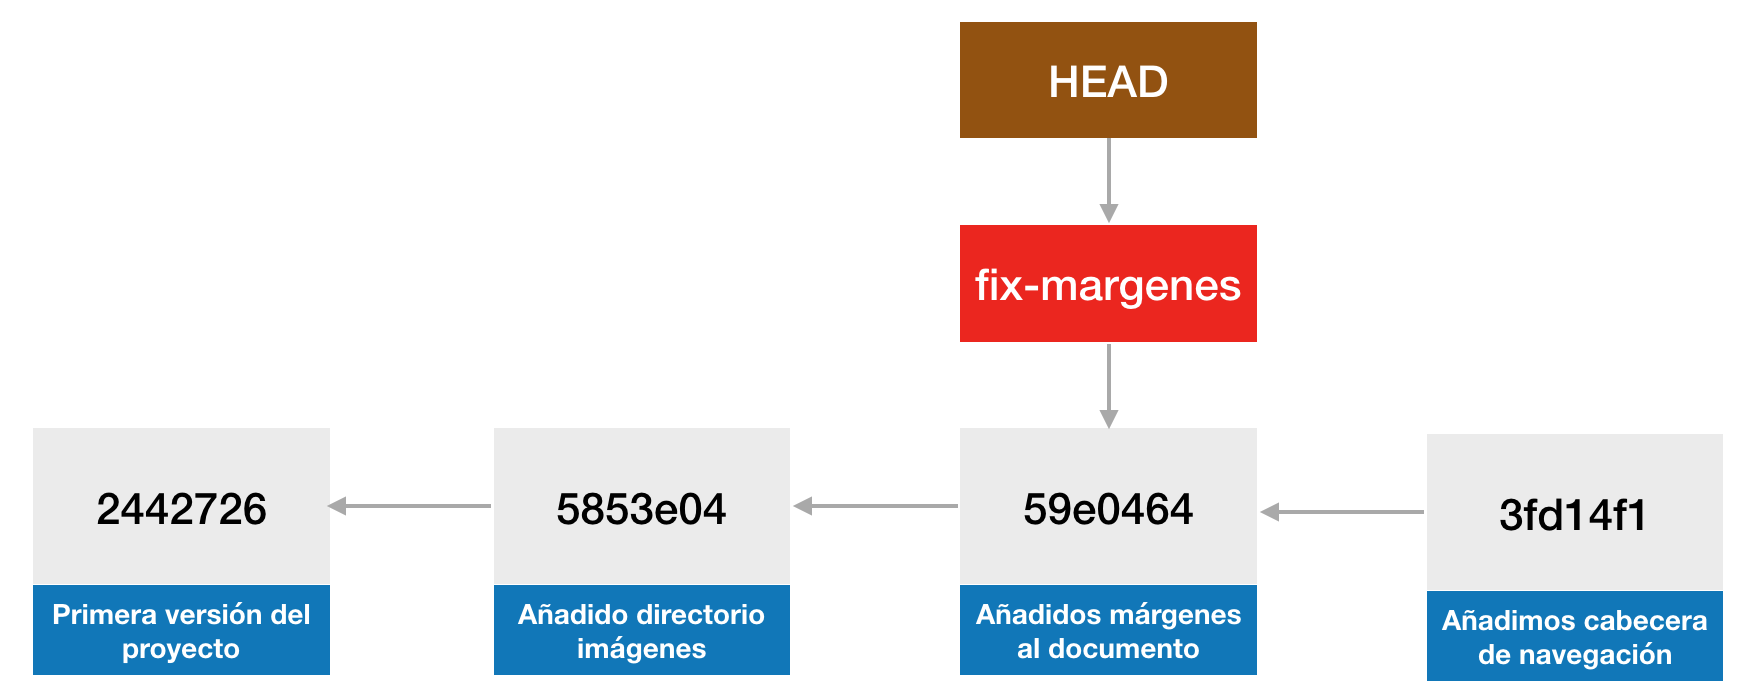 HEAD
fix-margenes
2442726
Primera versión del
proyecto
5853e04
Añadido directorio
imágenes
59e0464
Añadidos márgenes
al documento
3fd14f1
Añadimos cabecera
de navegación